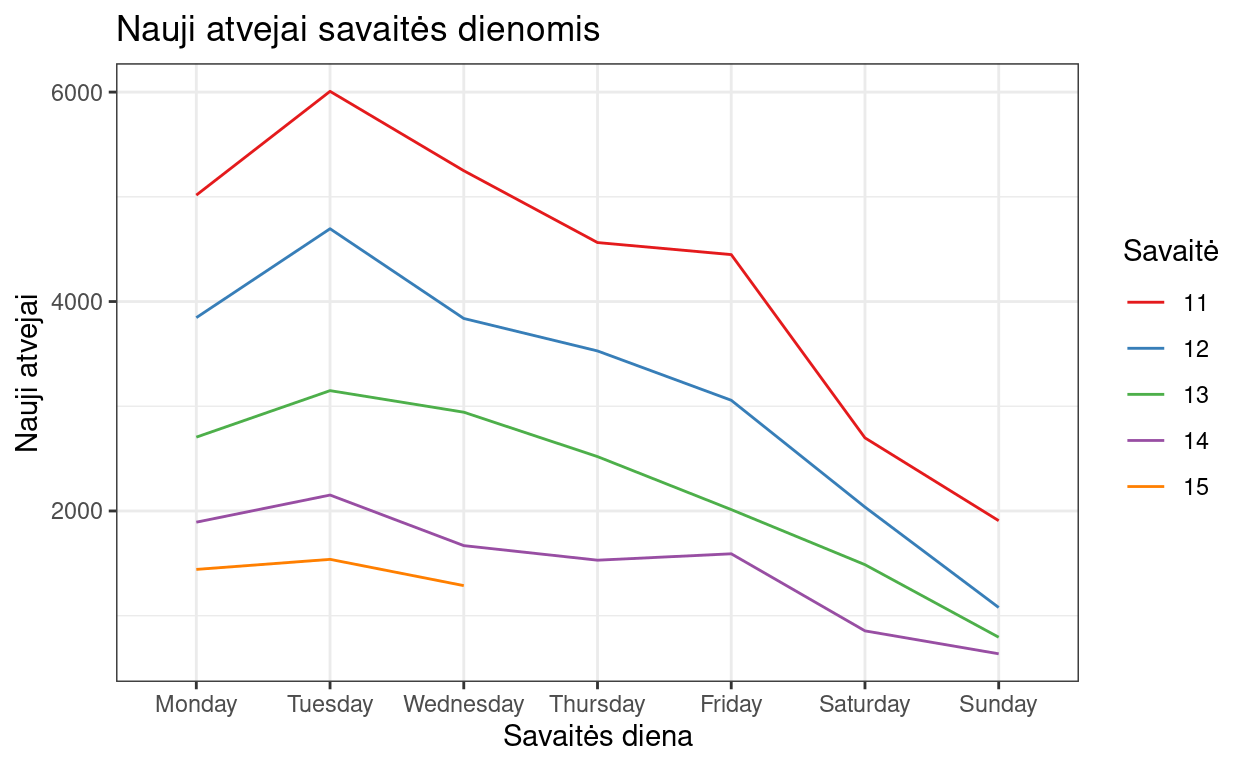 Nauji atvejai savaitės dienomis
Nauji atvejai
6000
4000
2000
Monday Tuesday Wednesday Thursday Friday Saturday Sunday
Savaitės diena
Savaitė
11
12
13
14
15